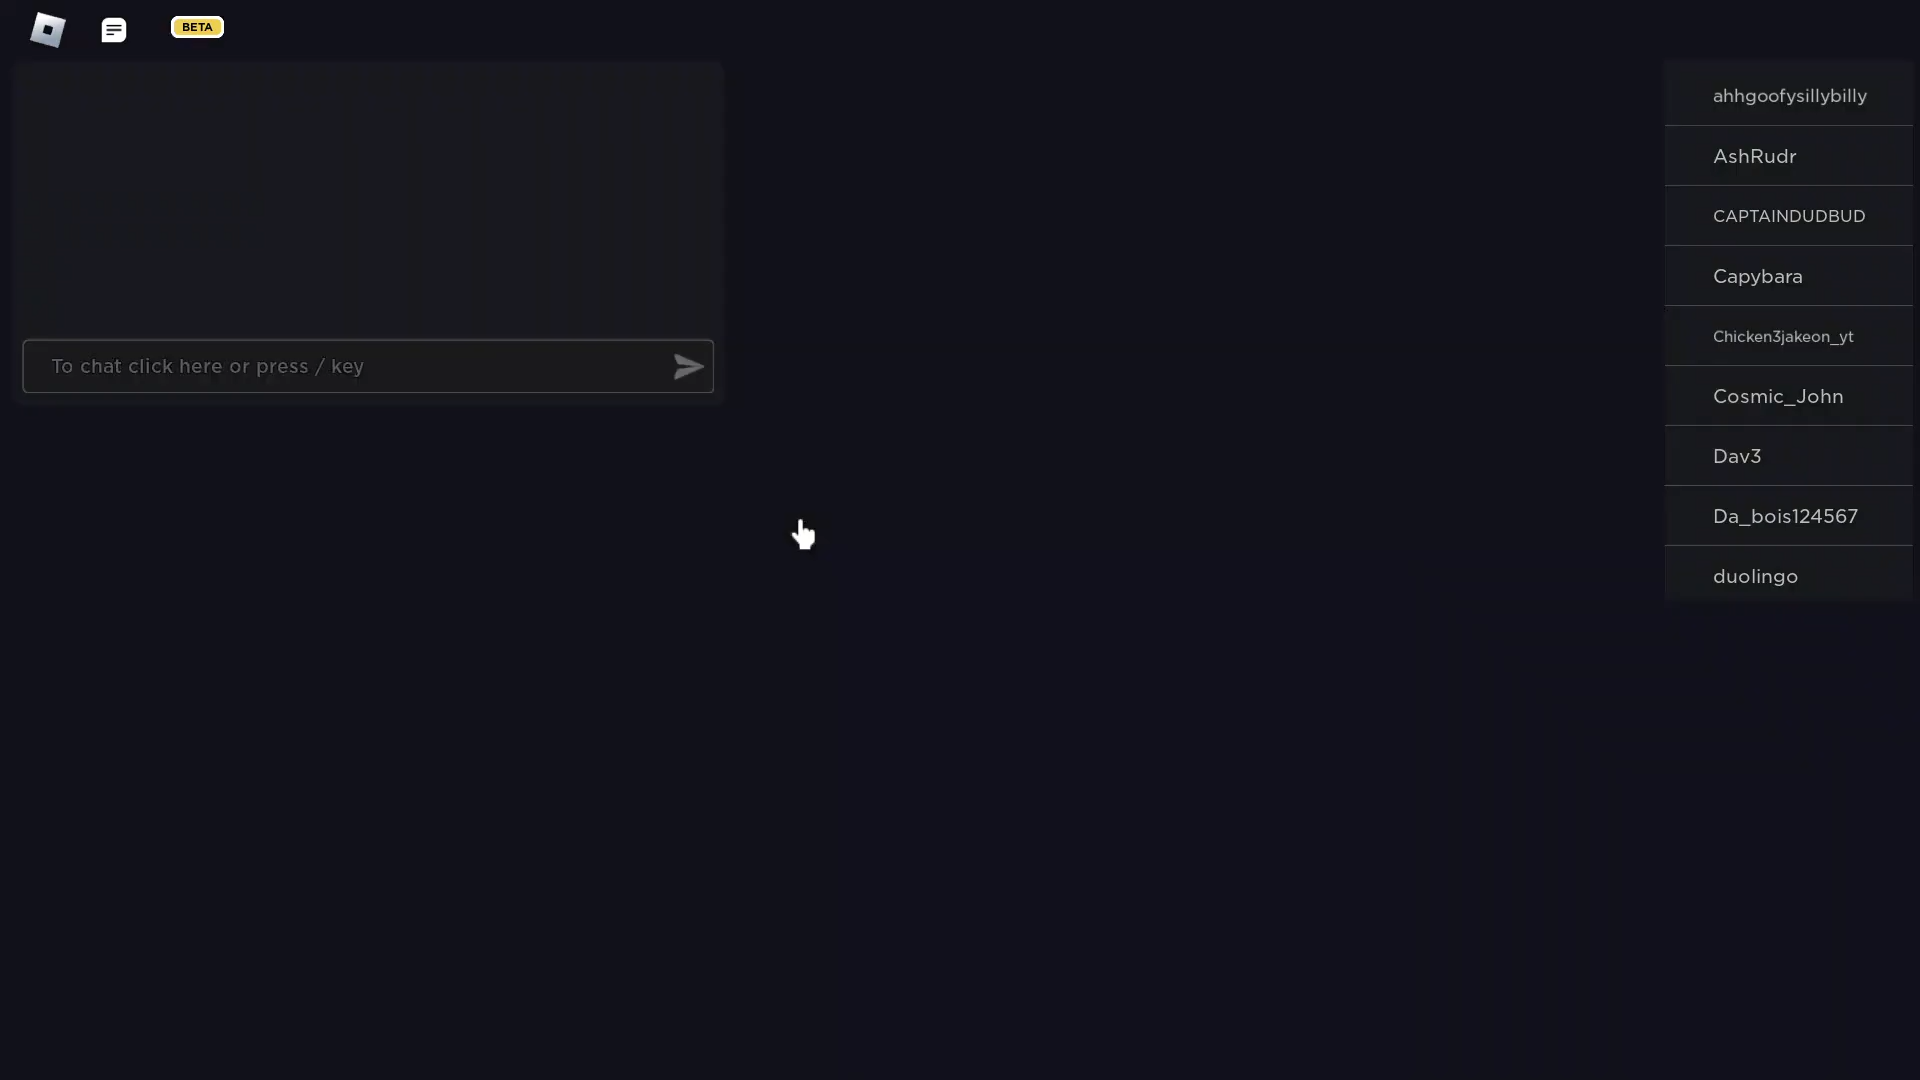 BETA
To chat click here or press / key
ahhgoofysillybilly
AshRudr
CAPTAINDUDBUD
Capybara
Chicken3jakeon_yt
Cosmic_John
Dav3
Da_bois124567
duolingo